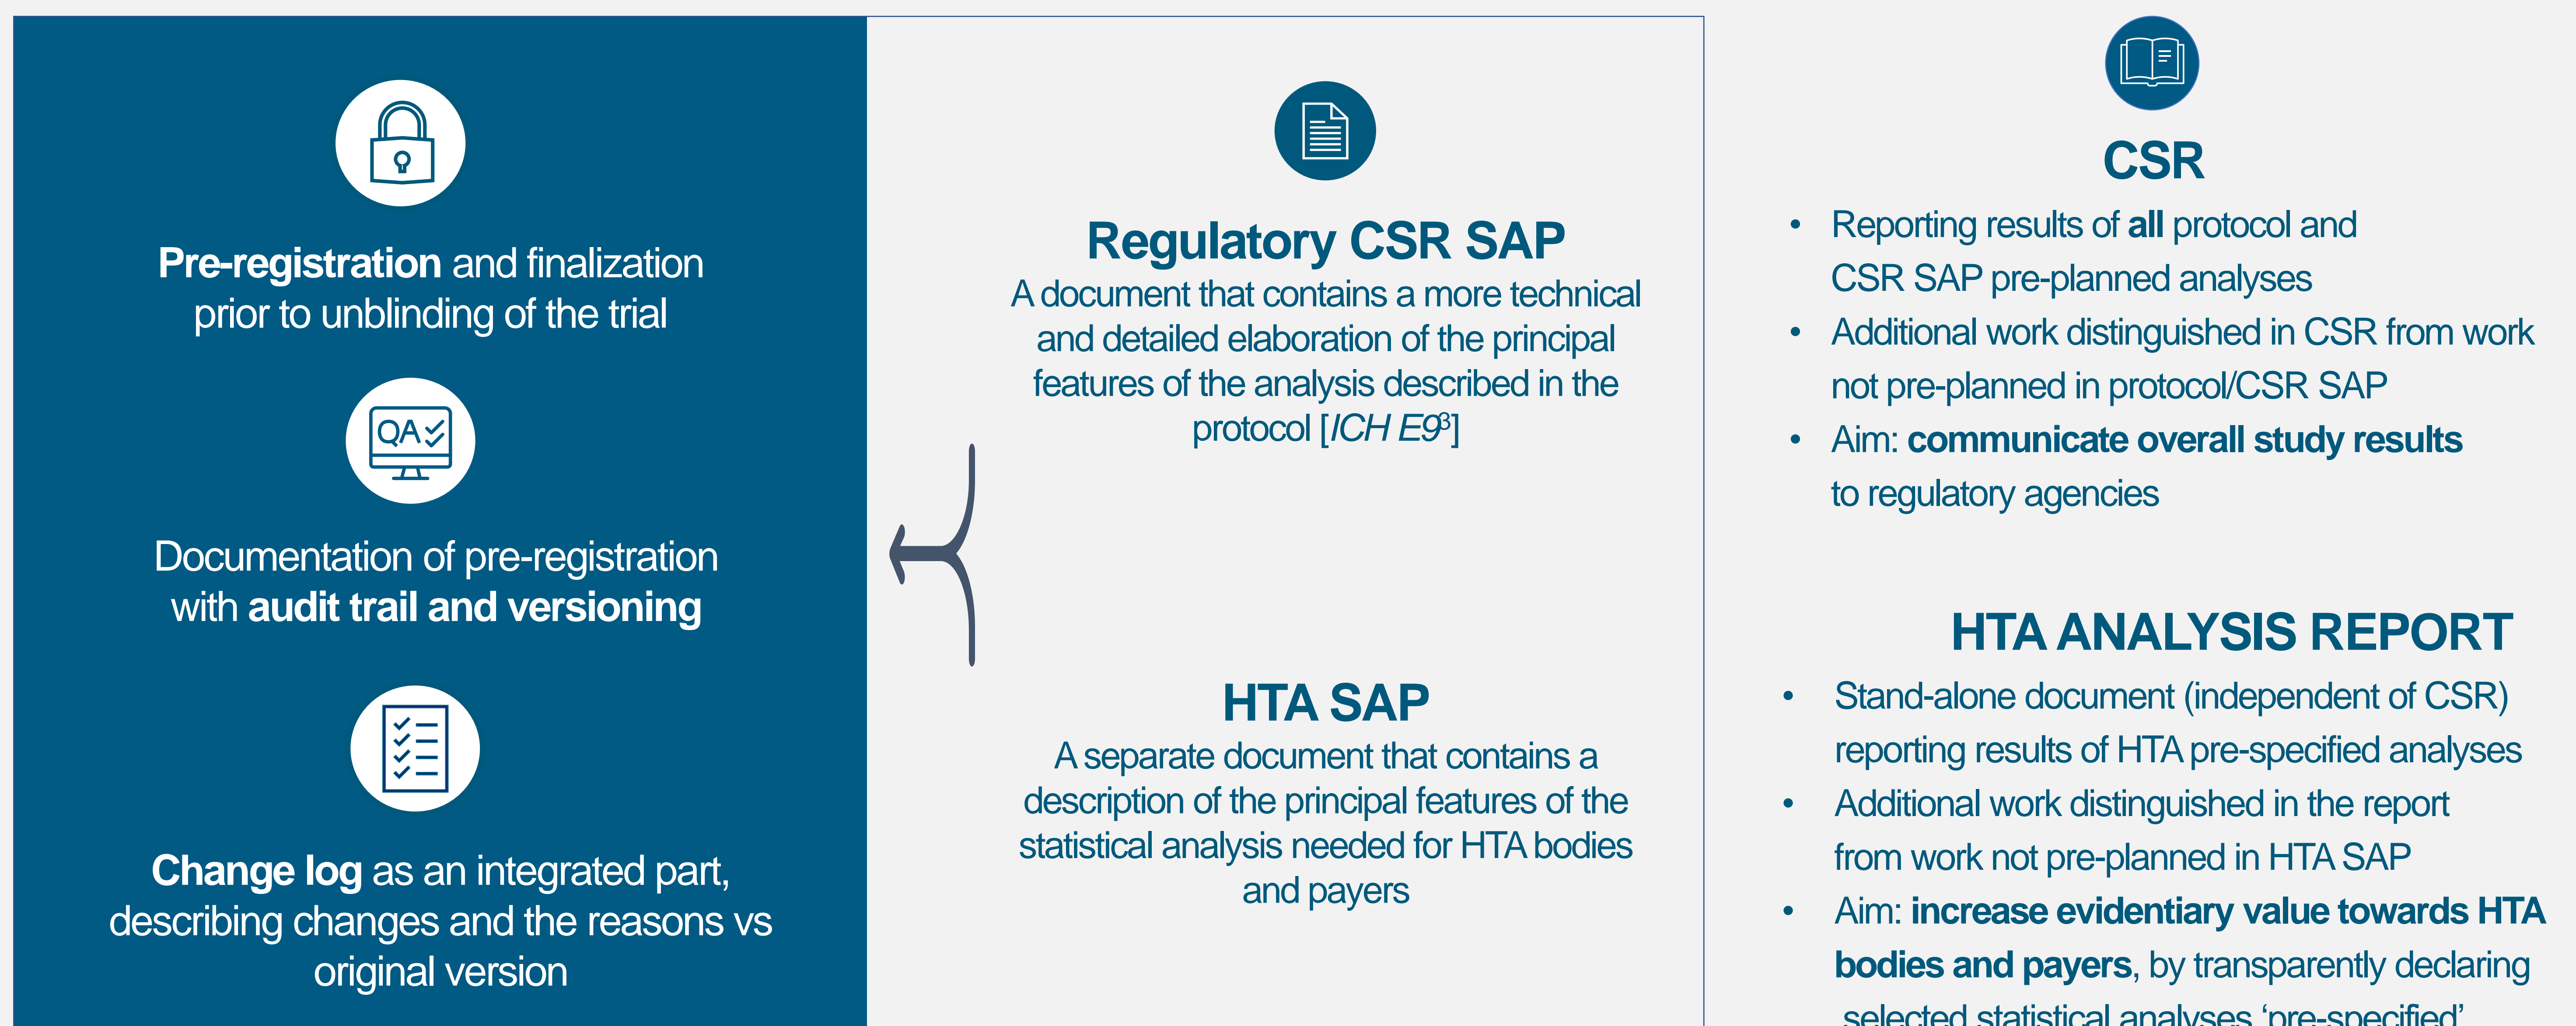 Pre-registration and finalization
prior to unblinding of the trial
QA
Documentation of pre-registration
with audit trail and versioning
Change log as an integrated part,
describing changes and the reasons vs
original version
Regulatory CSR SAP
A document that contains a more technical
and detailed elaboration of the principal
features of the analysis described in the
protocol [ICH E9³]
HTA SAP
A separate document that contains a
description of the principal features of the
statistical analysis needed for HTA bodies
and payers
CSR
• Reporting results of all protocol and
CSR SAP pre-planned analyses
• Additional work distinguished in CSR from work
not pre-planned in protocol/CSR SAP
• Aim: communicate overall study results
to regulatory agencies
HTA ANALYSIS REPORT
• Stand-alone document (independent of CSR)
reporting results of HTA pre-specified analyses
• Additional work distinguished in the report
from work not pre-planned in HTA SAP
• Aim: increase evidentiary value towards HTA
bodies and payers, by transparently declaring
selected statistical analyses ‘pre-specified’